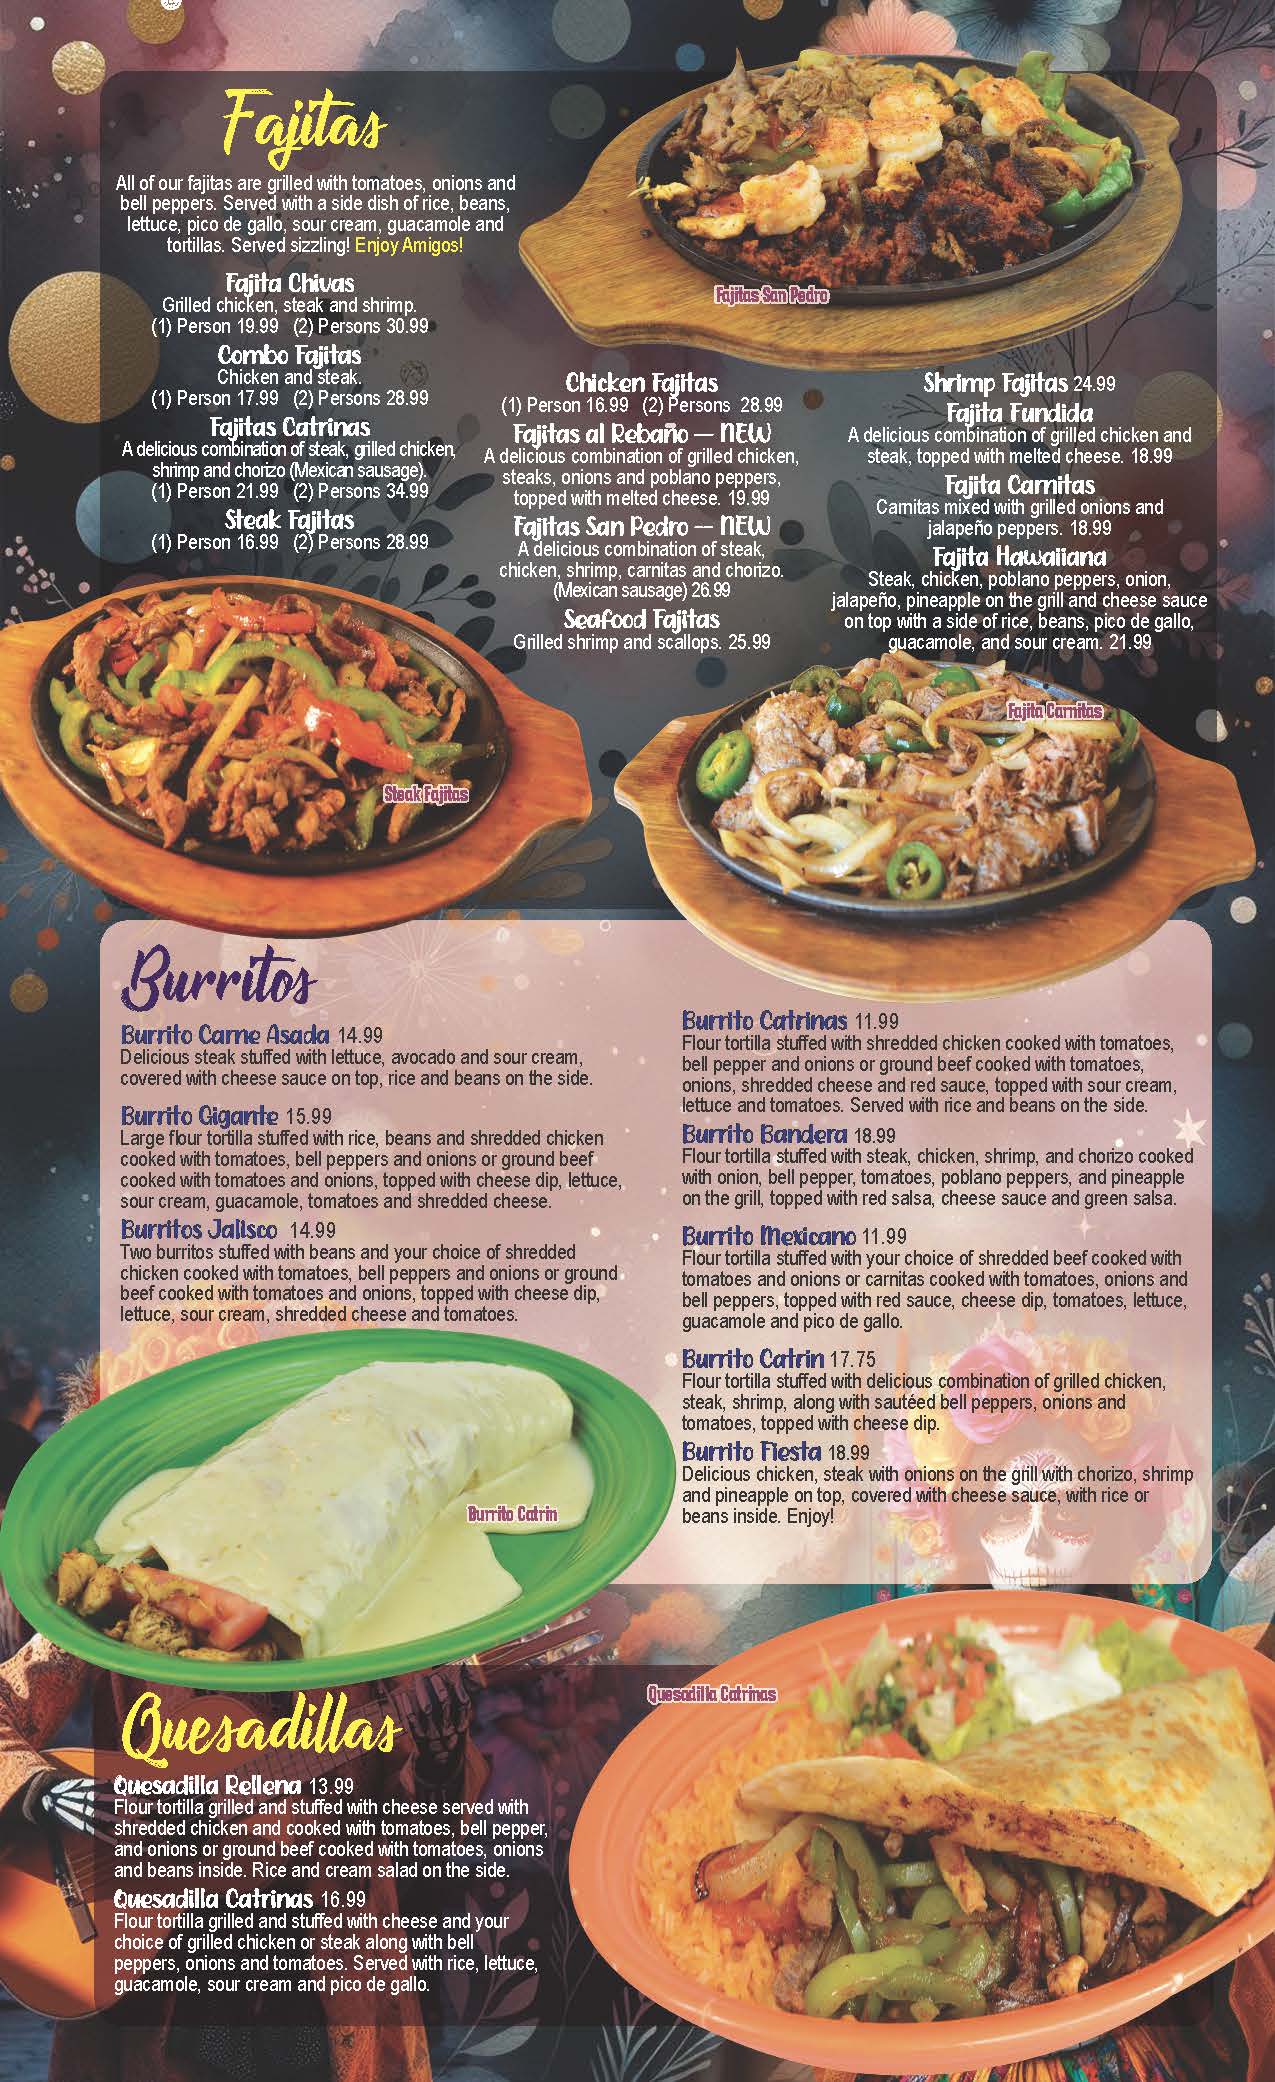 Fajitas
All of our fajitas are grilled with tomatoes, onions and
bell peppers. Served with a side dish of rice, beans,
lettuce, pico de gallo, sour cream, guacamole and
tortillas. Served sizzling! Enjoy Amigos!
Fajita Chivas
Grilled chicken, steak and shrimp.
(1) Person 19.99 (2) Persons 30.99
Combo Fajitas
Chicken and steak.
(1) Person 17.99 (2) Persons 28.99
Fajitas Catrinas
A delicious combination of steak, grilled chicken,
shrimp and chorizo (Mexican sausage).
(1) Person 21.99 (2) Persons 34.99
Steak Fajitas
(1) Person 16.99 (2) Persons 28.99
Fajitas San Pedro
Chicken Fajitas
(1) Person 16.99 (2) Persons 28.99
Fajitas al Rebaño — NEW
A delicious combination of grilled chicken,
steaks, onions and poblano peppers,
topped with melted cheese. 19.99
Fajitas San Pedro — NEW
A delicious combination of steak,
chicken, shrimp, carnitas and chorizo.
(Mexican sausage) 26.99
Seafood Fajitas
Grilled shrimp and scallops. 25.99
Shrimp Fajitas 24.99
Fajita Fundida
A delicious combination of grilled chicken and
steak, topped with melted cheese. 18.99
Fajita Carnitas
Carnitas mixed with grilled onions and
jalapeño peppers. 18.99
Fajita Hawaiiana
Steak, chicken, poblano peppers, onion,
jalapeño, pineapple on the grill and cheese sauce
on top with a side of rice, beans, pico de gallo,
guacamole, and sour cream. 21.99
Steak Fajitas
Fajita Carnitas
Burritos
Burrito Carne Asada 14.99
Delicious steak stuffed with lettuce, avocado and sour cream,
covered with cheese sauce on top, rice and beans on the side.
Burrito Gigante 15.99
Large flour tortilla stuffed with rice, beans and shredded chicken
cooked with tomatoes, bell peppers and onions or ground beef
cooked with tomatoes and onions, topped with cheese dip, lettuce,
sour cream, guacamole, tomatoes and shredded cheese.
Burritos Jalisco 14.99
Two burritos stuffed with beans and your choice of shredded
chicken cooked with tomatoes, bell peppers and onions or ground
beef cooked with tomatoes and onions, topped with cheese dip,
lettuce, sour cream, shredded cheese and tomatoes.
Burrito Catrinas 11.99
Flour tortilla stuffed with shredded chicken cooked with tomatoes,
bell pepper and onions or ground beef cooked with tomatoes,
onions, shredded cheese and red sauce, topped with sour cream,
lettuce and tomatoes. Served with rice and beans on the side.
Burrito Bandera 18.99
Flour tortilla stuffed with steak, chicken, shrimp, and chorizo cooked
with onion, bell pepper, tomatoes, poblano peppers, and pineapple
on the grill, topped with red salsa, cheese sauce and green salsa.
Burrito Mexicano 11.99
Flour tortilla stuffed with your choice of shredded beef cooked with
tomatoes and onions or carnitas cooked with tomatoes, onions and
bell peppers, topped with red sauce, cheese dip, tomatoes, lettuce,
guacamole and pico de gallo.
Burrito Catrin 17.75
Flour tortilla stuffed with delicious combination of grilled chicken,
steak, shrimp, along with sautéed bell peppers, onions and
tomatoes, topped with cheese dip.
Burrito Fiesta 18.99
Delicious chicken, steak with onions on the grill with chorizo, shrimp
and pineapple on top, covered with cheese sauce, with rice or
beans inside. Enjoy!
Burrito Catrin
Quesadillas
Quesadilla Rellena 13.99
Flour tortilla grilled and stuffed with cheese served with
shredded chicken and cooked with tomatoes, bell pepper,
and onions or ground beef cooked with tomatoes, onions
and beans inside. Rice and cream salad on the side.
Quesadilla Catrinas 16.99
Flour tortilla grilled and stuffed with cheese and your
choice of grilled chicken or steak along with bell
peppers, onions and tomatoes. Served with rice, lettuce,
guacamole, sour cream and pico de gallo.
Quesadilla Catrinas